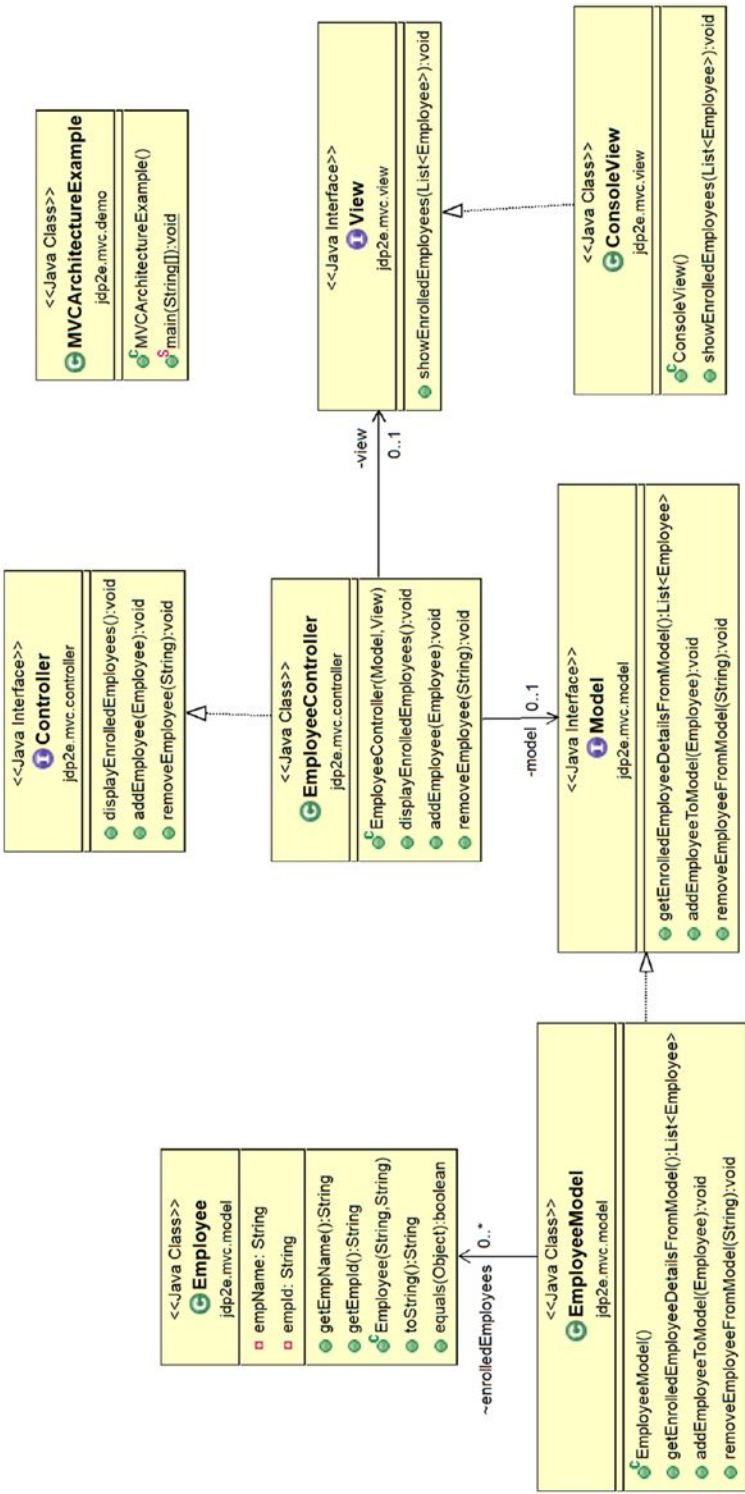 <<Java Class>>
Employee
jdp2e.mvc.model
empName: String
empId: String
getEmpName():String
getEmpId():String
Employee(String,String)
toString():String
equals(Object):boolean
~enrolledEmployees 0..*
<<Java Class>>
EmployeeModel
jdp2e.mvc.model
EmployeeModel()
getEnrolledEmployeeDetailsFromModel():List<Employee>
addEmployeeToModel(Employee):void
removeEmployeeFromModel(String):void
<<Java Interface>>
Controller
jdp2e.mvc.controller
displayEnrolledEmployees():void
addEmployee(Employee):void
removeEmployee(String):void
<<Java Class>>
EmployeeController
jdp2e.mvc.controller
EmployeeController(Model,View)
displayEnrolledEmployees():void
addEmployee(Employee):void
removeEmployee(String):void
-model 0..1
<<Java Interface>>
Model
jdp2e.mvc.model
getEnrolledEmployeeDetailsFromModel():List<Employee>
addEmployeeToModel(Employee):void
removeEmployeeFromModel(String):void
<<Java Class>>
MVCArchitectureExample
jdp2e.mvc.demo
MVCArchitectureExample()
main(String[]):void
-view
0..1
<<Java Interface>>
View
jdp2e.mvc.view
showEnrolledEmployees(List<Employee>):void
<<Java Class>>
ConsoleView
jdp2e.mvc.view
ConsoleView()
showEnrolledEmployees(List<Employee>):void